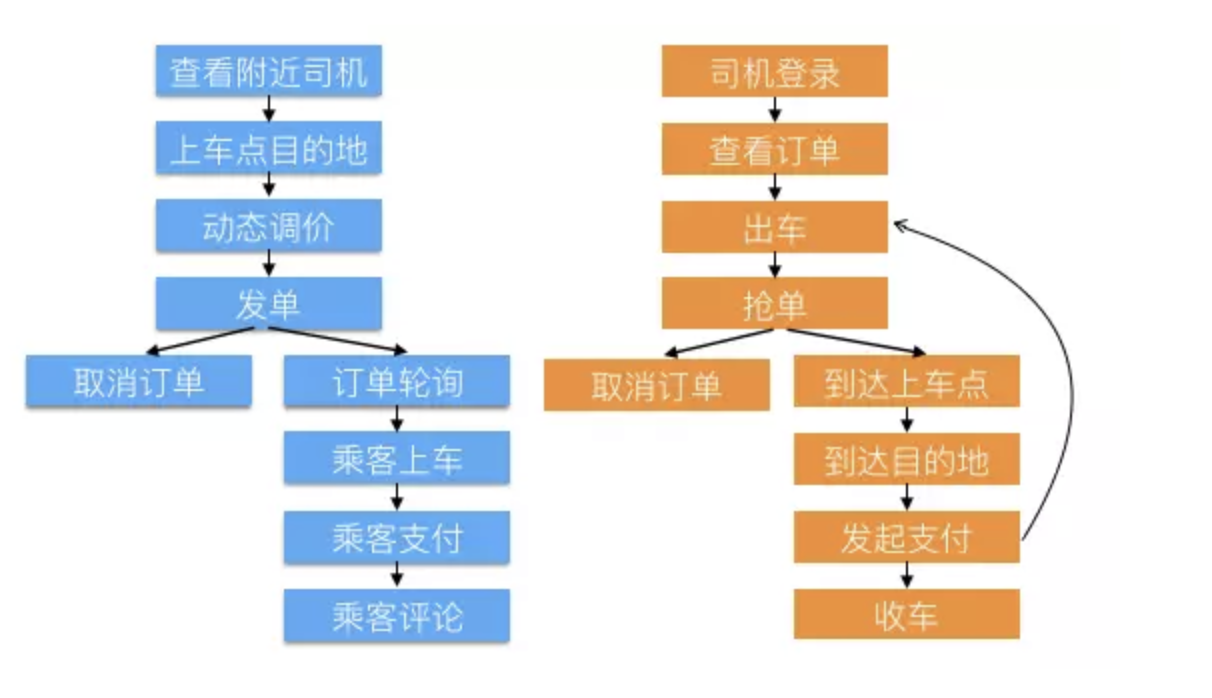 查看附近司机
上车点目的地
动态调价
发单
取消订单
订单轮询
乘客上车
乘客支付
乘客评论
司机登录
查看订单
出车
抢单
取消订单
到达上车点
到达目的地
发起支付
收车